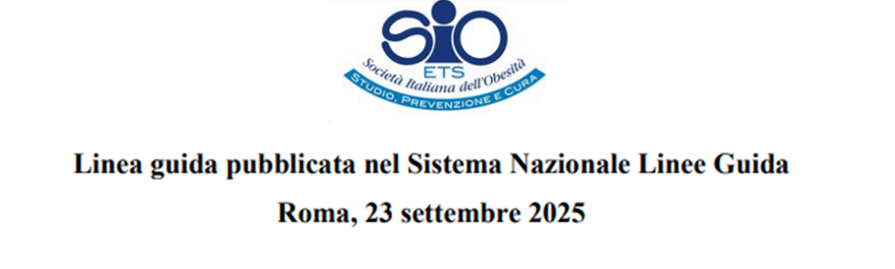 SIO
ETS
Società Italiana dell'Obesità
STUDIO, PREVENZIONE E CURA
Linea guida pubblicata nel Sistema Nazionale Linee Guida
Roma, 23 settembre 2025